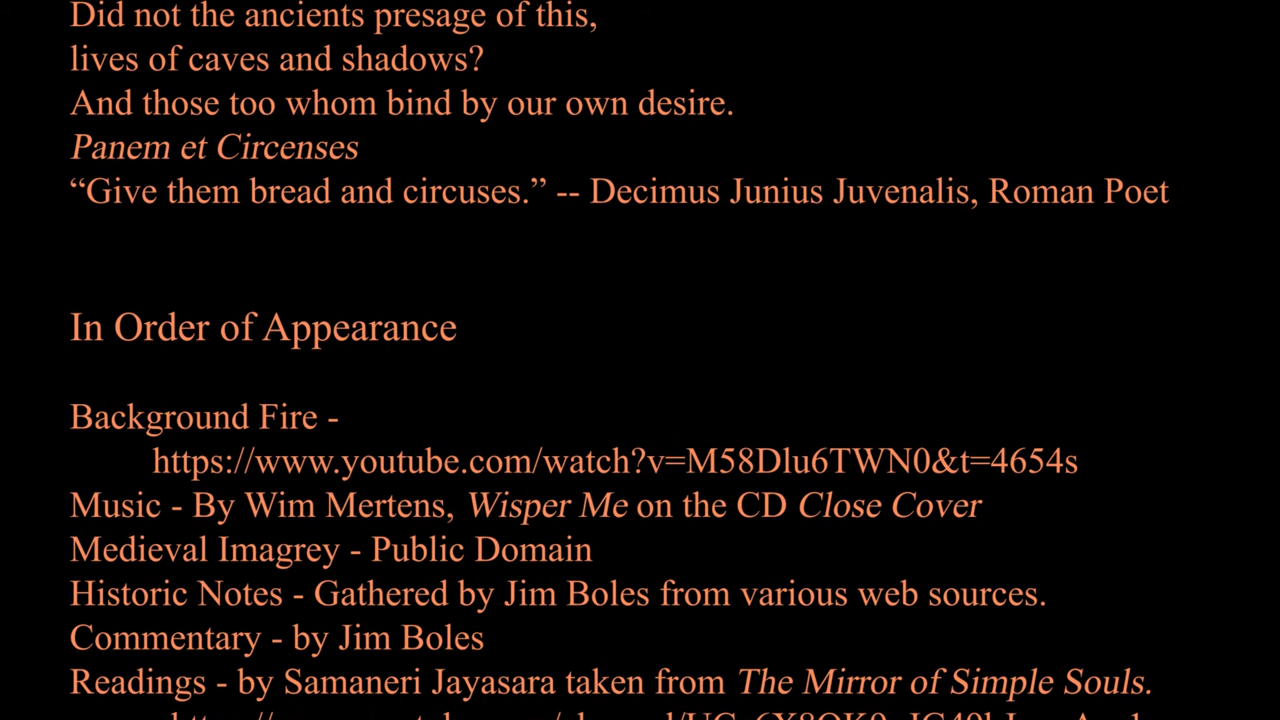 Did not the ancients presage of this,
lives of caves and shadows?
And those too whom bind by our own desire.
Panem et Circenses
“Give them bread and circuses.” -- Decimus Junius Juvenalis, Roman Poet
In Order of Appearance
Background Fire -
https://www.youtube.com/watch?v=M58Dlu6TWN0&t=4654s
Music - By Wim Mertens, Wisper Me on the CD Close Cover
Medieval Imagrey - Public Domain
Historic Notes - Gathered by Jim Boles from various web sources.
Commentary - by Jim Boles
Readings - by Samaneri Jayasara taken from The Mirror of Simple Souls.